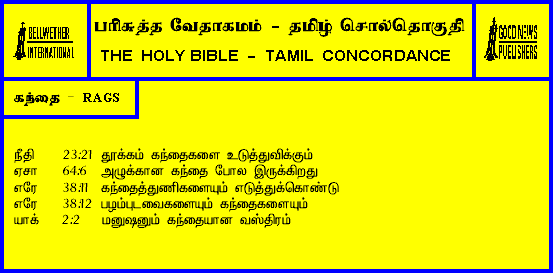 BELLWETHER
INTERNATIONAL
பரிசுத்த வேதாகமம் - தமிழ் சொல்தொகுதி
THE HOLY BIBLE - TAMIL CONCORDANCE
GOOD NEWS
PUBLISHERS
கந்தை - RAGS
நீதி 23:21 தூக்கம் கந்தைகளை உடுத்துவிக்கும்
ஏசா 64:6 அழுக்கான கந்தை போல இருக்கிறது
எரே 38:11 கந்தைத்துணிகளையும் எடுத்துக்கொண்டு
எரே 38:12 பழம்புடவைகளையும் கந்தைகளையும்
யாக் 2:2 மனுஷனும் கந்தையான வஸ்திரம்